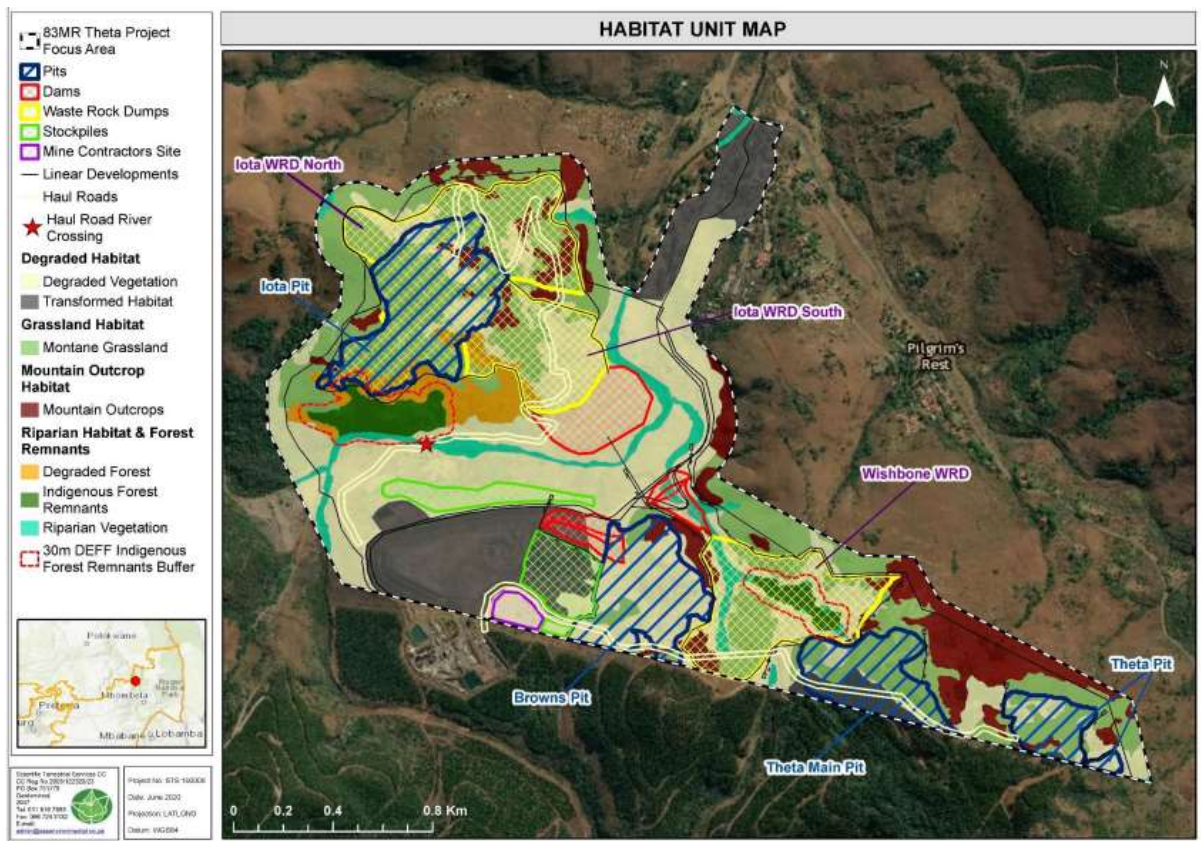 HABITAT UNIT MAP
83MR Theta Project
Focus Area
Pits
Dams
Waste Rock Dumps
Stockpiles
Mine Contractors Site
Linear Developments
Haul Roads
Haul Road River
Crossing
Degraded Habitat
Degraded Vegetation
Transformed Habitat
Grassland Habitat
Montane Grassland
Mountain Outcrop
Habitat
Mountain Outcrops
Riparian Habitat & Forest
Remnants
Degraded Forest
Indigenous Forest
Remnants
Riparian Vegetation
30m DEFF Indigenous
Forest Remnants Buffer
N
Iota WRD North
Iota Pit
Iota WRD South
Pilgrim's
Rest
Wishbone WRD
Browns Pit
Theta Pit
Theta Main Pit
0 0.4 0.8 Km
Polokwane
Mbombela
Pretoria
Mbabane
Lobamba
Scientific Terrestrial Services CC
Date: June 2020
Projection: LATLONG
Datum: WGS84